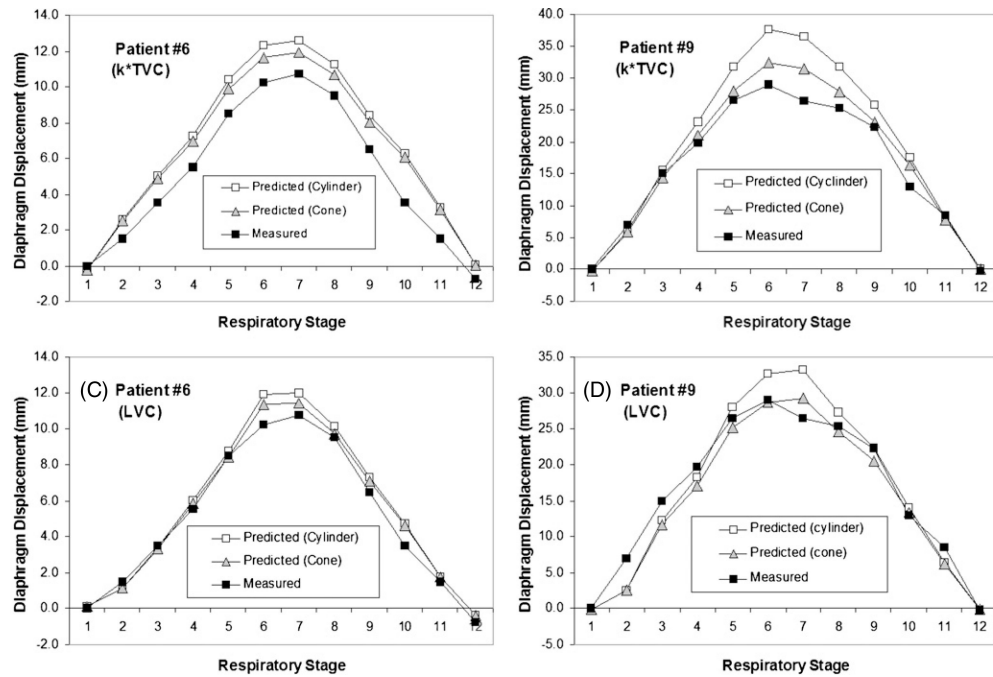 Patient #6
(k*TVC)
Diaphragm Displacement (mm)
14.0
12.0
10.0
8.0
6.0
4.0
2.0
0.0
-2.0
Predicted (Cylinder)
Predicted (Cone)
Measured
1 2 3 4 5 6 7 8 9 10 11 12
Respiratory Stage
Patient #9
(k*TVC)
Diaphragm Displacement (mm)
40.0
35.0
30.0
25.0
20.0
15.0
10.0
5.0
0.0
-5.0
Predicted (Cyclinder)
Predicted (Cone)
Measured
1 2 3 4 5 6 7 8 9 10 11 12
Respiratory Stage
(C) Patient #6
(LVC)
Diaphragm Displacement (mm)
14.0
12.0
10.0
8.0
6.0
4.0
2.0
0.0
-2.0
Predicted (Cylinder)
Predicted (Cone)
Measured
1 2 3 4 5 6 7 8 9 10 11 12
Respiratory Stage
(D) Patient #9
(LVC)
Diaphragm Displacement (mm)
35.0
30.0
25.0
20.0
15.0
10.0
5.0
0.0
-5.0
Predicted (cylinder)
Predicted (cone)
Measured
1 2 3 4 5 6 7 8 9 10 11 12
Respiratory Stage